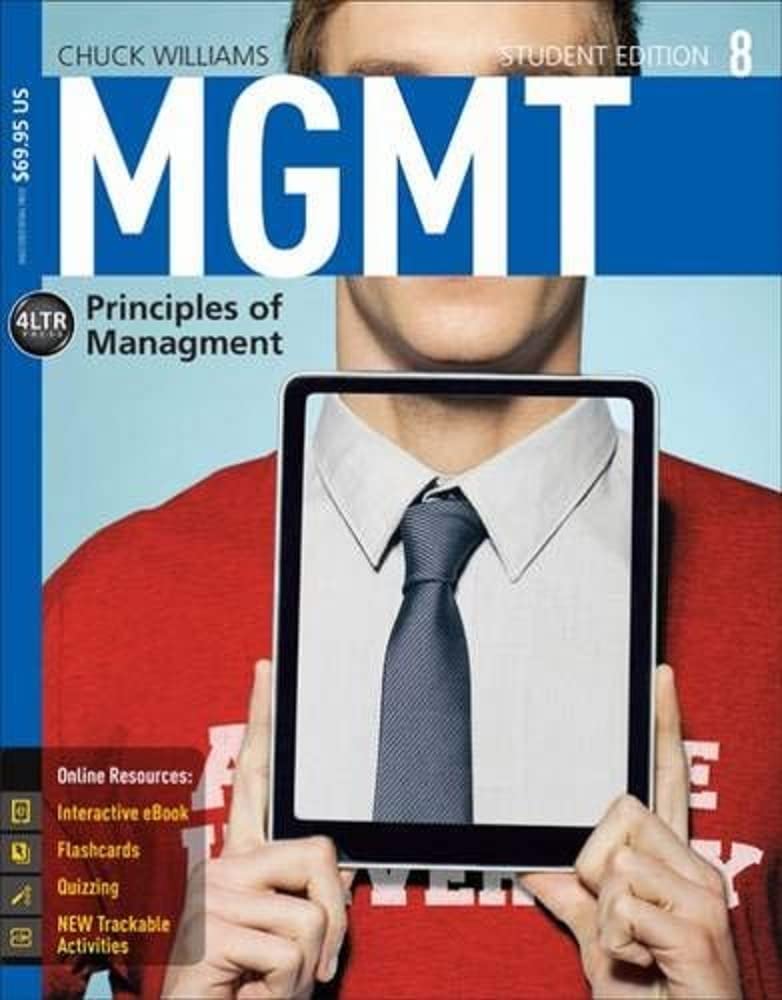 CHUCK WILLIAMS
STUDENT EDITION 8
MGMT
$69.95 US
4LTR
PRESS
Principles of
Managment
Online Resources:
Interactive eBook
Flashcards
Quizzing
NEW Trackable
Activities